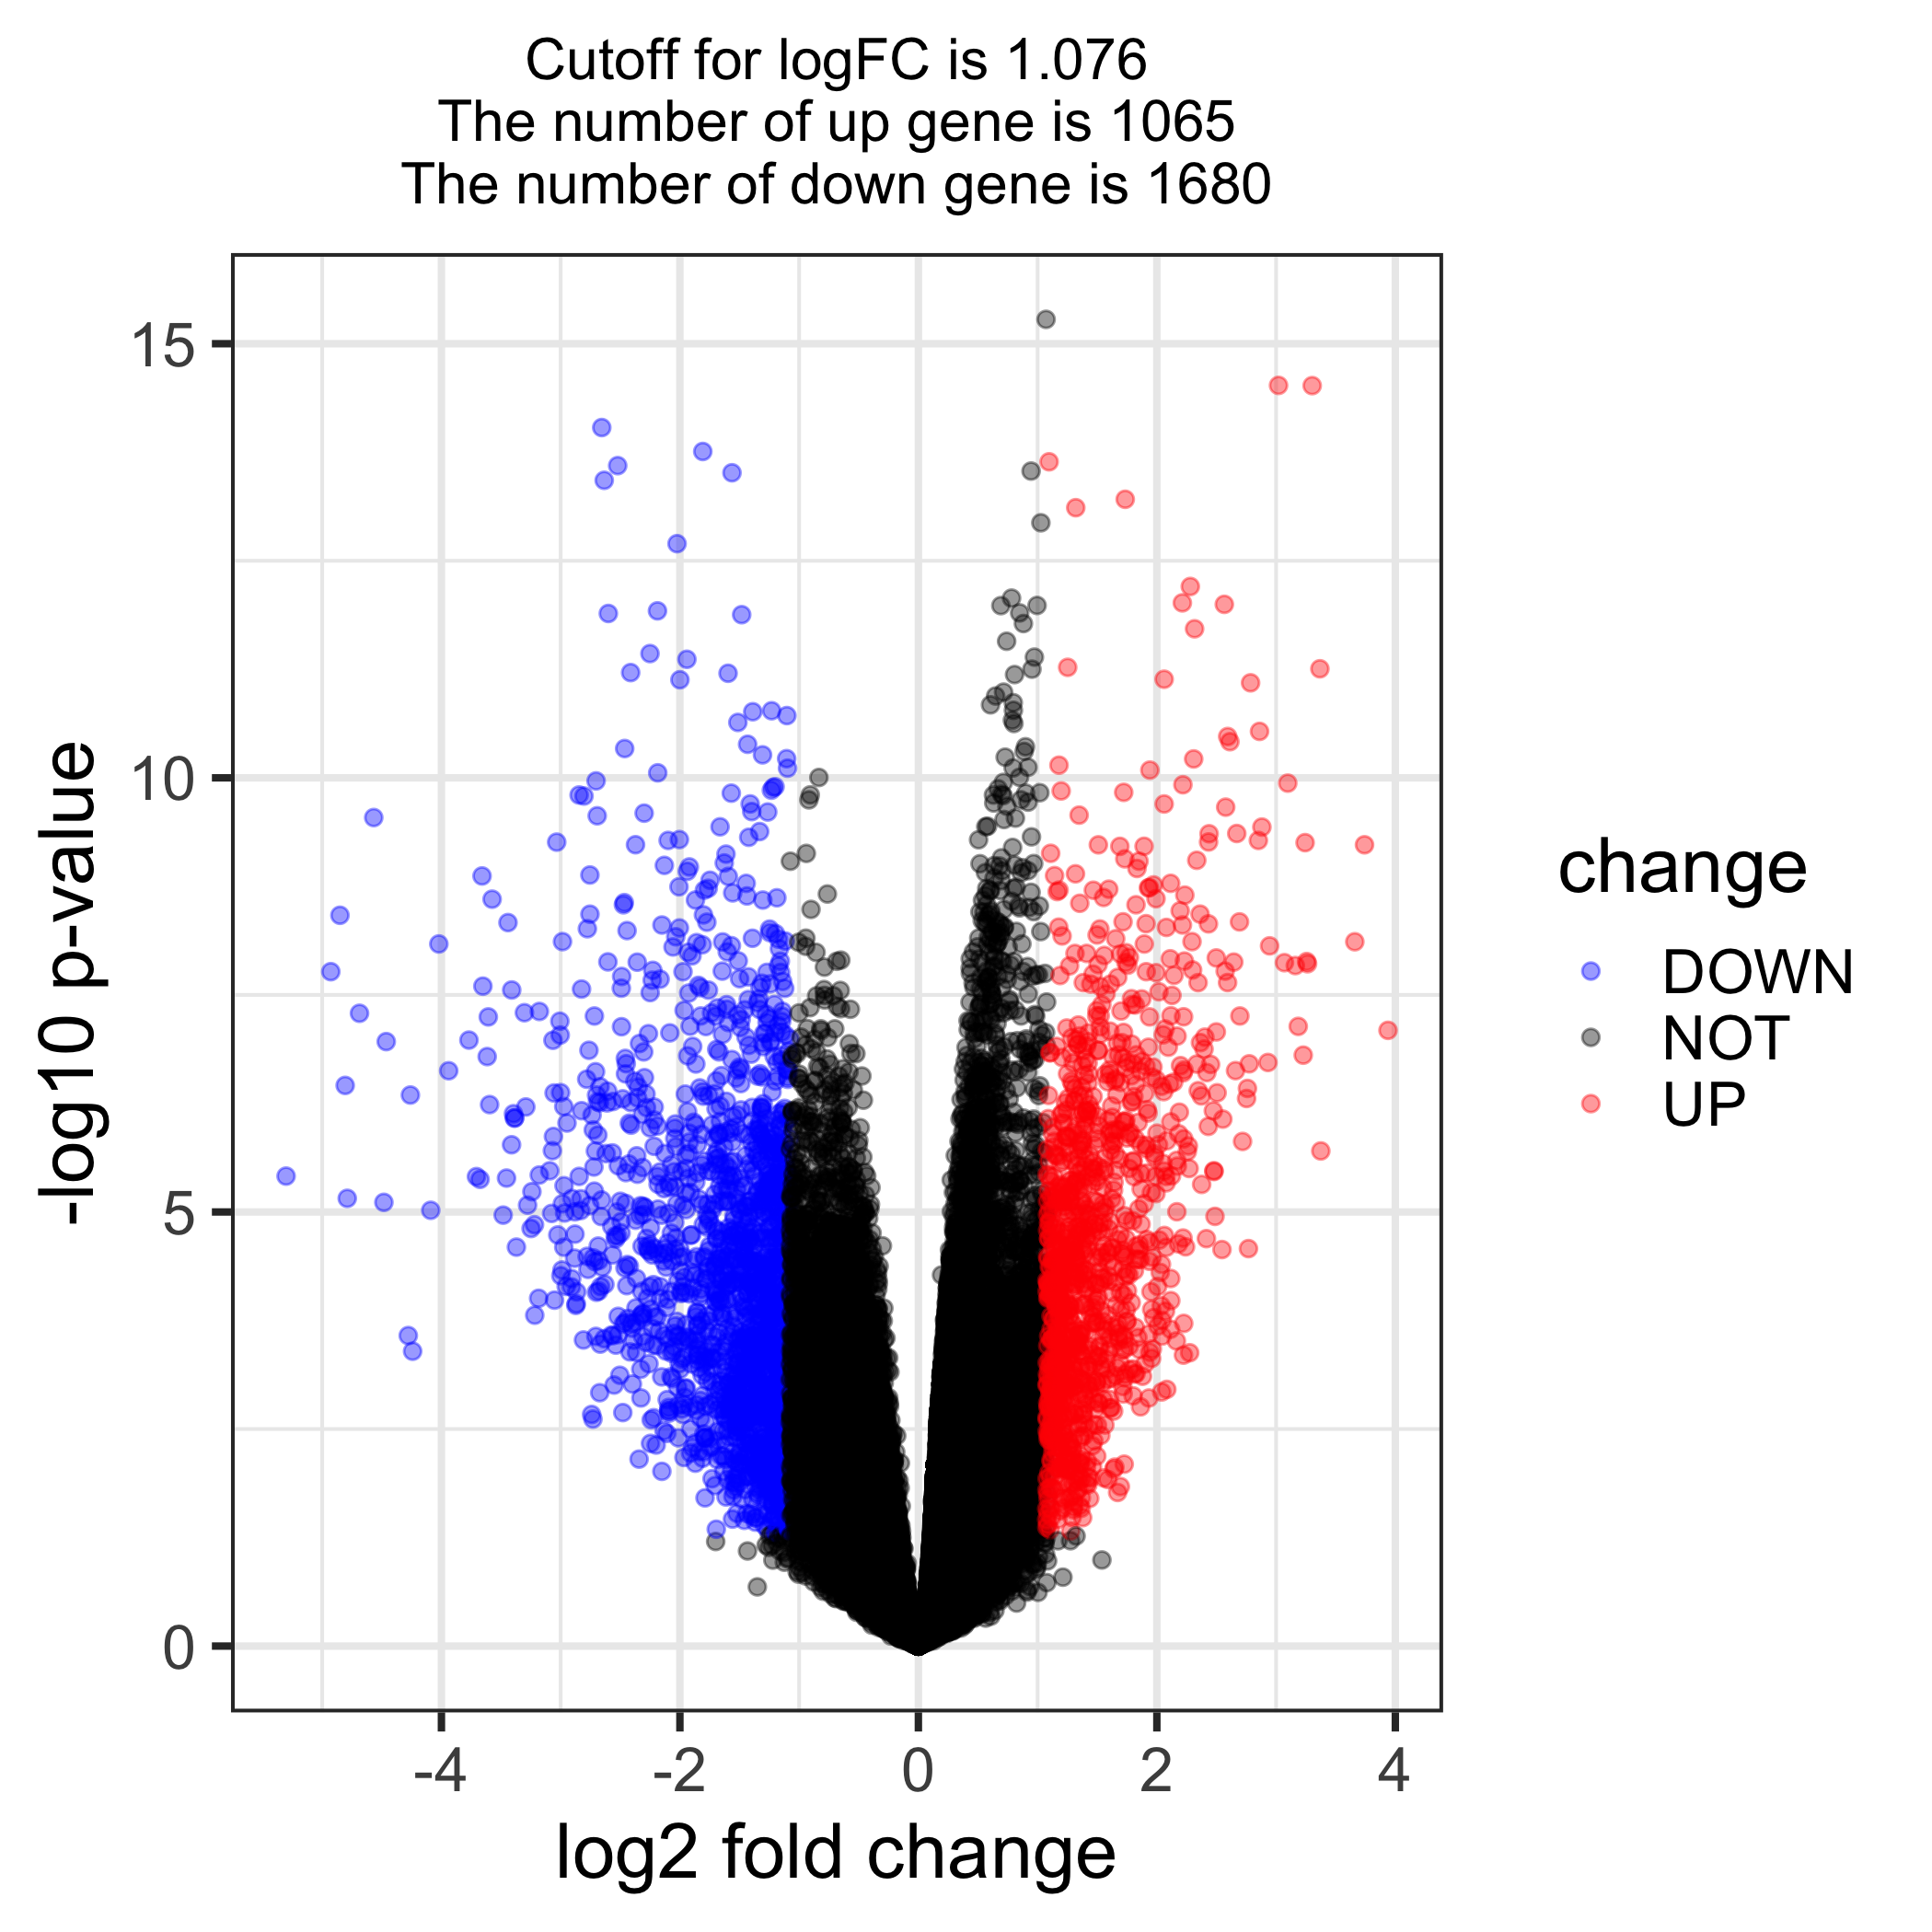 Cutoff for logFC is 1.076
The number of up gene is 1065
The number of down gene is 1680
15
10
5
0
-log10 p-value
-4 -2 0 2 4
log2 fold change
change
DOWN
NOT
UP